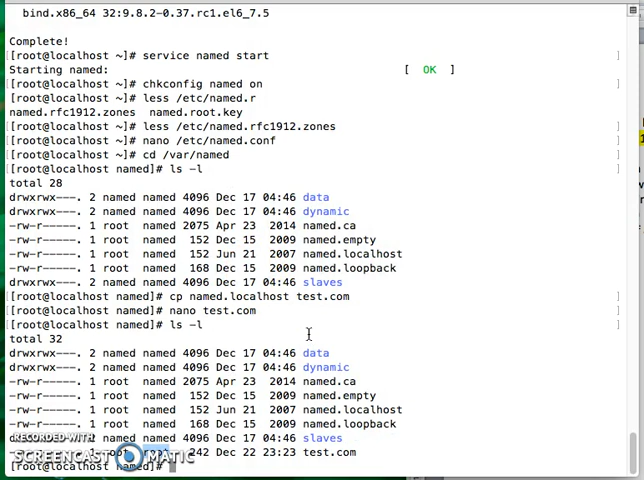 bind.x86_64 32:9.8.2-0.37.rc1.el6_7.5
Complete!
[[root@localhost ~]# service named start ]
Starting named: [ OK ]
[[root@localhost ~]# chkconfig named on ]
[[root@localhost ~]# less /etc/named.r ]
named.rfc1912.zones named.root.key
[[root@localhost ~]# less /etc/named.rfc1912.zones ]
[[root@localhost ~]# nano /etc/named.conf ]
[[root@localhost ~]# cd /var/named ]
[[root@localhost named]# ls -l ]
total 28
drwxrwx---. 2 named named 4096 Dec 17 04:46 data
drwxrwx---. 2 named named 4096 Dec 17 04:46 dynamic
-rw-r-----. 1 root named 2075 Apr 23 2014 named.ca
-rw-r-----. 1 root named 152 Dec 15 2009 named.empty
-rw-r-----. 1 root named 152 Jun 21 2007 named.localhost
-rw-r-----. 1 root named 168 Dec 15 2009 named.loopback
drwxrwx---. 2 named named 4096 Dec 17 04:46 slaves
[[root@localhost named]# cp named.localhost test.com ]
[[root@localhost named]# nano test.com ]
[[root@localhost named]# ls -l ]
total 32
drwxrwx---. 2 named named 4096 Dec 17 04:46 data
drwxrwx---. 2 named named 4096 Dec 17 04:46 dynamic
-rw-r-----. 1 root named 2075 Apr 23 2014 named.ca
-rw-r-----. 1 root named 152 Dec 15 2009 named.empty
-rw-r-----. 1 root named 152 Jun 21 2007 named.localhost
-rw-r-----. 1 root named 168 Dec 15 2009 named.loopback
RECORDED WITH
named named 4096 Dec 17 04:46 slaves
SCREENCAST MATIC
root 242 Dec 22 23:23 test.com
[root@localhost named]#